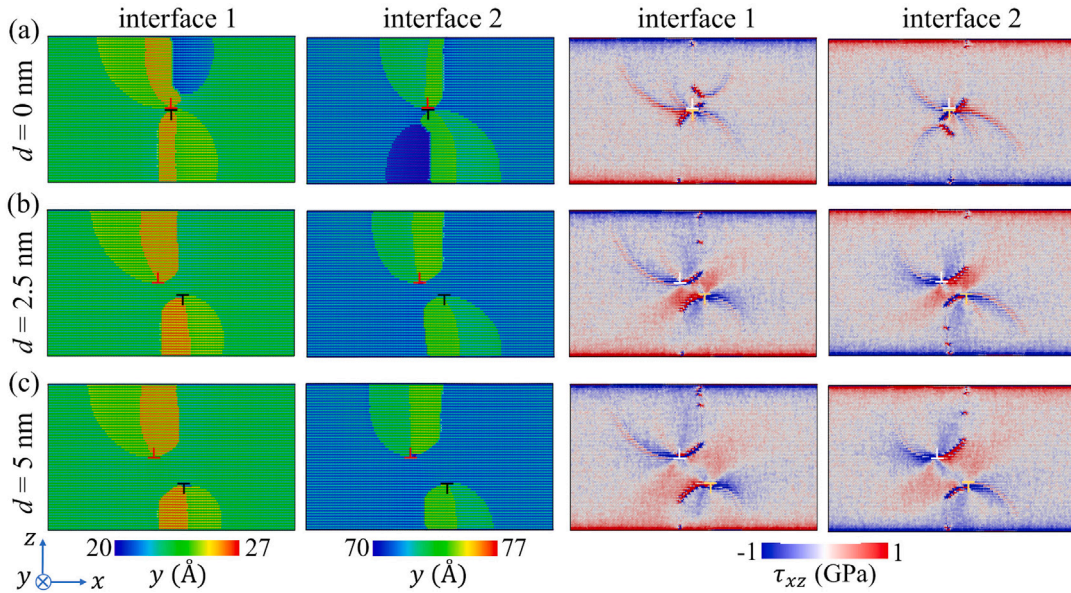 interface 1 interface 2 interface 1 interface 2
(a) d = 0 nm
(b) d = 2.5 nm
(c) d = 5 nm
z
y x
20 27 70 77 -1 1
y (Å) y (Å) τxz (GPa)